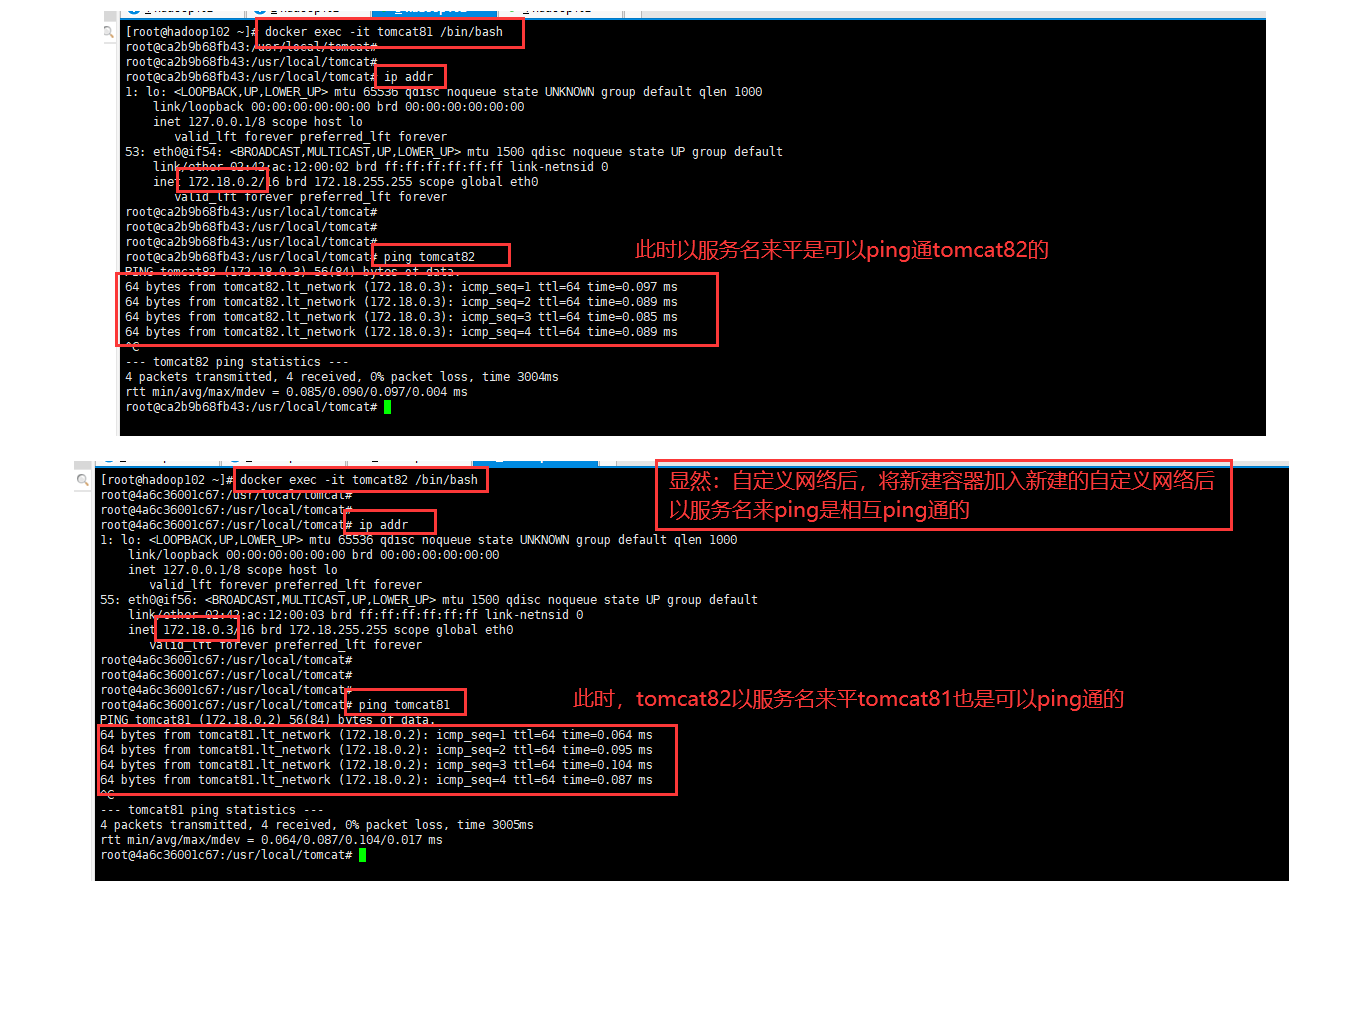 [root@hadoop102 ~]# docker exec -it tomcat81 /bin/bash
root@ca2b9b68fb43:/usr/local/tomcat#
root@ca2b9b68fb43:/usr/local/tomcat#
root@ca2b9b68fb43:/usr/local/tomcat# ip addr
1: lo: <LOOPBACK,UP,LOWER_UP> mtu 65536 qdisc noqueue state UNKNOWN group default qlen 1000
link/loopback 00:00:00:00:00:00 brd 00:00:00:00:00:00
inet 127.0.0.1/8 scope host lo
valid_lft forever preferred_lft forever
53: eth0@if54: <BROADCAST,MULTICAST,UP,LOWER_UP> mtu 1500 qdisc noqueue state UP group default
link/ether 02:42:ac:12:00:02 brd ff:ff:ff:ff:ff:ff link-netnsid 0
inet 172.18.0.2/16 brd 172.18.255.255 scope global eth0
valid_lft forever preferred_lft forever
root@ca2b9b68fb43:/usr/local/tomcat#
root@ca2b9b68fb43:/usr/local/tomcat#
root@ca2b9b68fb43:/usr/local/tomcat#
此时以服务名来平是可以ping通tomcat82的
root@ca2b9b68fb43:/usr/local/tomcat# ping tomcat82
PING tomcat82 (172.18.0.3) 56(84) bytes of data.
64 bytes from tomcat82.lt_network (172.18.0.3): icmp_seq=1 ttl=64 time=0.097 ms
64 bytes from tomcat82.lt_network (172.18.0.3): icmp_seq=2 ttl=64 time=0.089 ms
64 bytes from tomcat82.lt_network (172.18.0.3): icmp_seq=3 ttl=64 time=0.085 ms
64 bytes from tomcat82.lt_network (172.18.0.3): icmp_seq=4 ttl=64 time=0.089 ms
^C
--- tomcat82 ping statistics ---
4 packets transmitted, 4 received, 0% packet loss, time 3004ms
rtt min/avg/max/mdev = 0.085/0.090/0.097/0.004 ms
root@ca2b9b68fb43:/usr/local/tomcat#
[root@hadoop102 ~]# docker exec -it tomcat82 /bin/bash
显然：自定义网络后，将新建容器加入新建的自定义网络后
以服务名来ping是相互ping通的
root@4a6c36001c67:/usr/local/tomcat#
root@4a6c36001c67:/usr/local/tomcat#
root@4a6c36001c67:/usr/local/tomcat# ip addr
1: lo: <LOOPBACK,UP,LOWER_UP> mtu 65536 qdisc noqueue state UNKNOWN group default qlen 1000
link/loopback 00:00:00:00:00:00 brd 00:00:00:00:00:00
inet 127.0.0.1/8 scope host lo
valid_lft forever preferred_lft forever
55: eth0@if56: <BROADCAST,MULTICAST,UP,LOWER_UP> mtu 1500 qdisc noqueue state UP group default
link/ether 02:42:ac:12:00:03 brd ff:ff:ff:ff:ff:ff link-netnsid 0
inet 172.18.0.3/16 brd 172.18.255.255 scope global eth0
valid_lft forever preferred_lft forever
root@4a6c36001c67:/usr/local/tomcat#
root@4a6c36001c67:/usr/local/tomcat#
root@4a6c36001c67:/usr/local/tomcat#
此时，tomcat82以服务名来平tomcat81也是可以ping通的
root@4a6c36001c67:/usr/local/tomcat# ping tomcat81
PING tomcat81 (172.18.0.2) 56(84) bytes of data.
64 bytes from tomcat81.lt_network (172.18.0.2): icmp_seq=1 ttl=64 time=0.064 ms
64 bytes from tomcat81.lt_network (172.18.0.2): icmp_seq=2 ttl=64 time=0.095 ms
64 bytes from tomcat81.lt_network (172.18.0.2): icmp_seq=3 ttl=64 time=0.104 ms
64 bytes from tomcat81.lt_network (172.18.0.2): icmp_seq=4 ttl=64 time=0.087 ms
^C
--- tomcat81 ping statistics ---
4 packets transmitted, 4 received, 0% packet loss, time 3005ms
rtt min/avg/max/mdev = 0.064/0.087/0.104/0.017 ms
root@4a6c36001c67:/usr/local/tomcat#